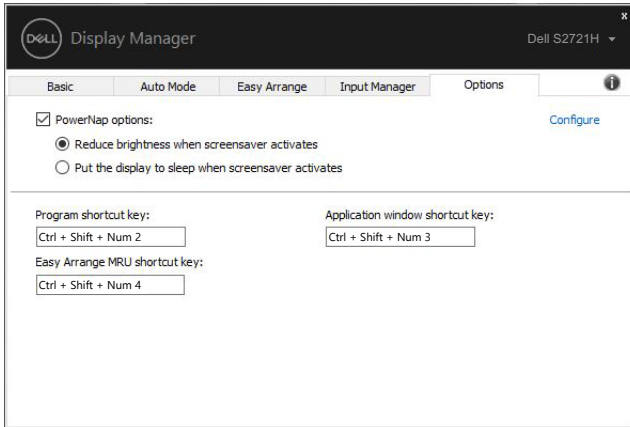 x
DELL Display Manager Dell S2721H
Basic Auto Mode Easy Arrange Input Manager Options i
PowerNap options: Configure
Reduce brightness when screensaver activates
Put the display to sleep when screensaver activates
Program shortcut key: Application window shortcut key:
Ctrl + Shift + Num 2 Ctrl + Shift + Num 3
Easy Arrange MRU shortcut key:
Ctrl + Shift + Num 4